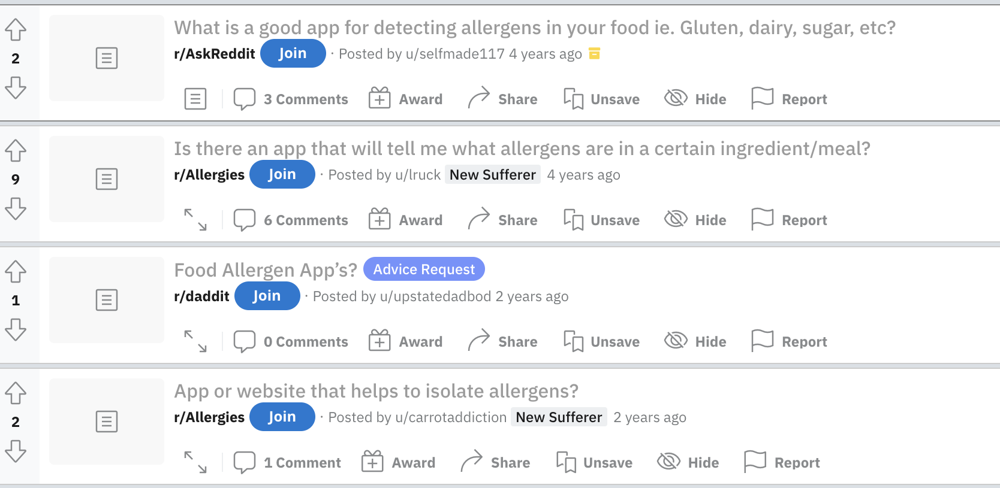 What is a good app for detecting allergens in your food ie. Gluten, dairy, sugar, etc?
r/AskReddit Join · Posted by u/selfmade117 4 years ago
2
3 Comments Award Share Unsave Hide Report
Is there an app that will tell me what allergens are in a certain ingredient/meal?
r/Allergies Join · Posted by u/lruck New Sufferer 4 years ago
9
6 Comments Award Share Unsave Hide Report
Food Allergen App’s? Advice Request
r/daddit Join · Posted by u/upstatedadbod 2 years ago
1
0 Comments Award Share Unsave Hide Report
App or website that helps to isolate allergens?
r/Allergies Join · Posted by u/carrotaddiction New Sufferer 2 years ago
2
1 Comment Award Share Unsave Hide Report